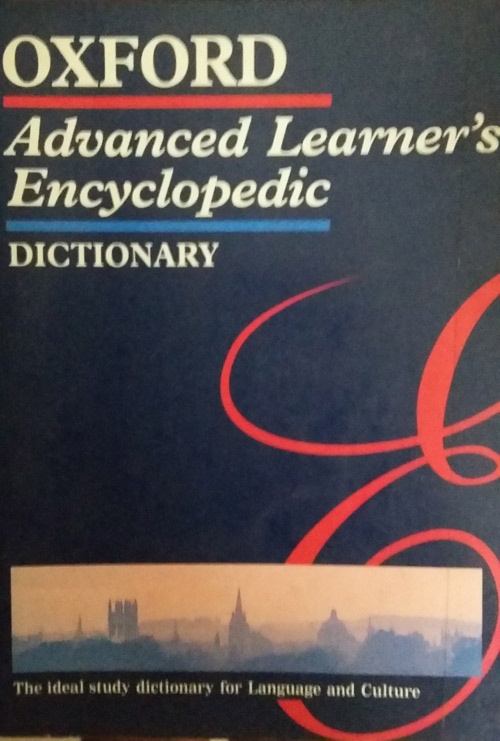 OXFORD
Advanced Learner's
Encyclopedic
DICTIONARY
The ideal study dictionary for Language and Culture